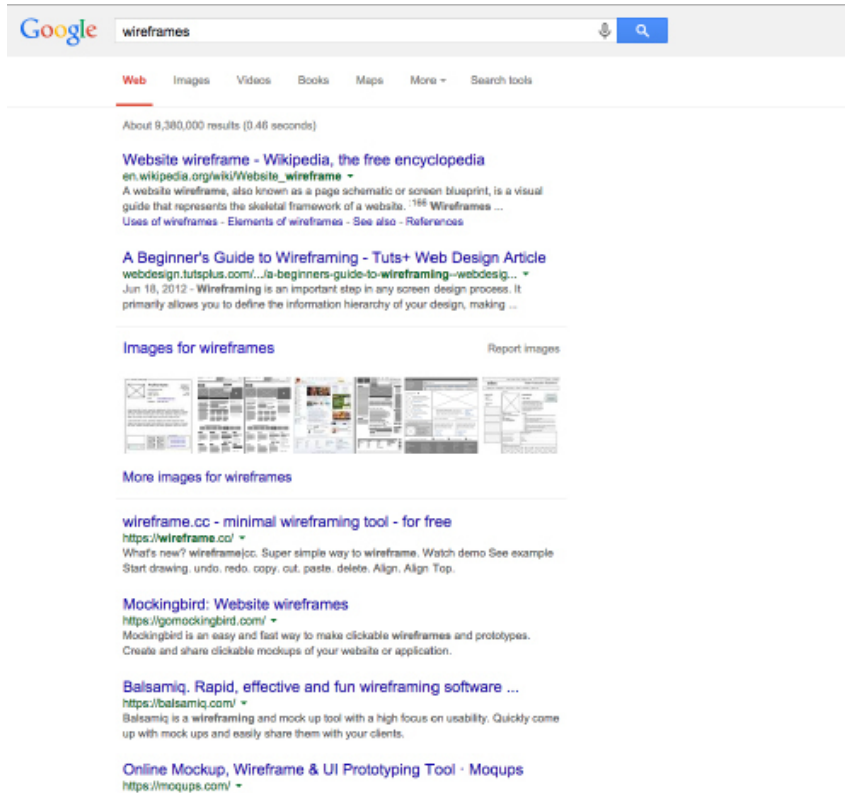 Google
wireframes
Web Images Videos Books Maps More Search tools
About 9,380,000 results (0.46 seconds)
Website wireframe - Wikipedia, the free encyclopedia
en.wikipedia.org/wiki/Website_wireframe
A website wireframe, also known as a page schematic or screen blueprint, is a visual
guide that represents the skeletal framework of a website. :166 Wireframes ...
Uses of wireframes - Elements of wireframes - See also - References
A Beginner's Guide to Wireframing - Tuts+ Web Design Article
webdesign.tutsplus.com/.../a-beginners-guide-to-wireframing--webdesig...
Jun 18, 2012 - Wireframing is an important step in any screen design process. It
primarily allows you to define the information hierarchy of your design, making ...
Images for wireframes
Report images
More images for wireframes
wireframe.cc - minimal wireframing tool - for free
https://wireframe.cc/
What's new? wireframe|cc. Super simple way to wireframe. Watch demo See example
Start drawing. undo. redo. copy. cut. paste. delete. Align. Align Top.
Mockingbird: Website wireframes
https://gomockingbird.com/
Mockingbird is an easy and fast way to make clickable wireframes and prototypes.
Create and share clickable mockups of your website or application.
Balsamiq. Rapid, effective and fun wireframing software ...
https://balsamiq.com/
Balsamiq is a wireframing and mock up tool with a high focus on usability. Quickly come
up with mock ups and easily share them with your clients.
Online Mockup, Wireframe & UI Prototyping Tool · Moqups
https://moqups.com/